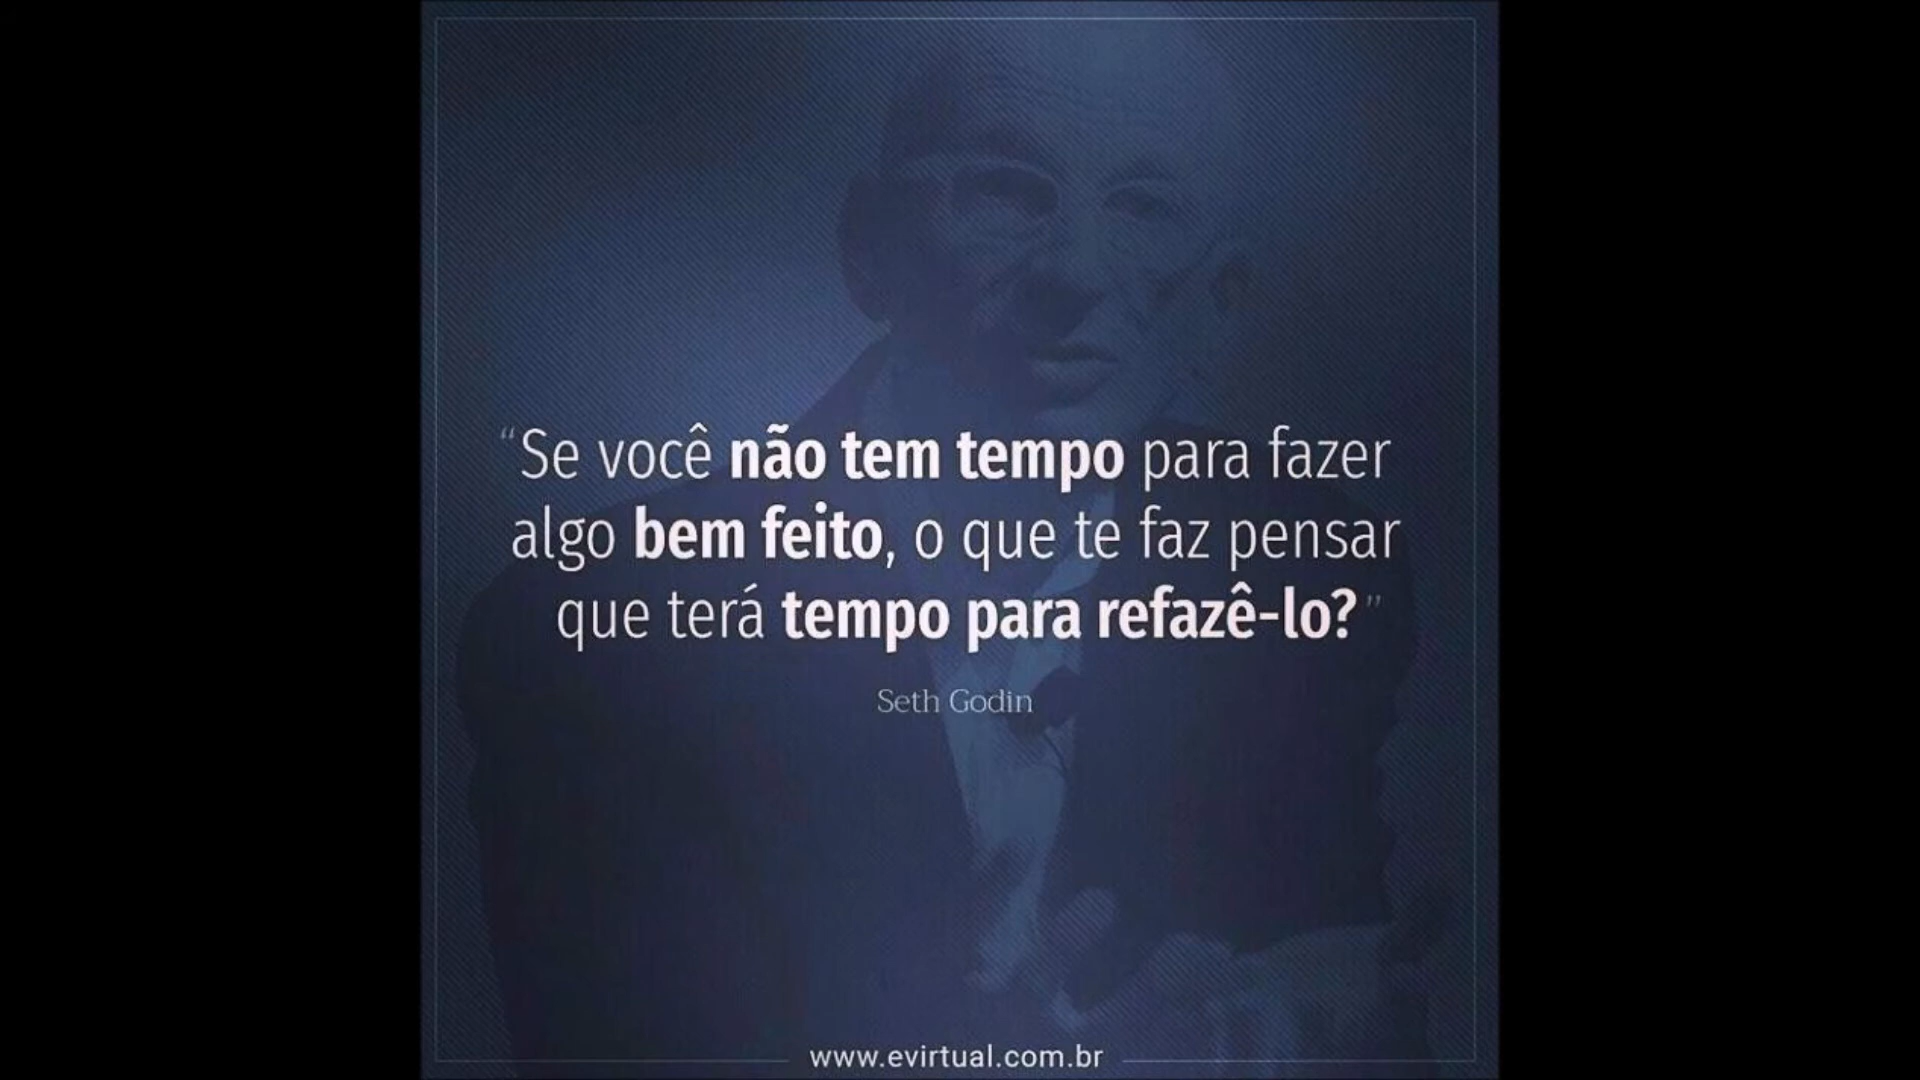 “Se você não tem tempo para fazer
algo bem feito, o que te faz pensar
que terá tempo para refazê-lo?”
Seth Godin
www.evirtual.com.br